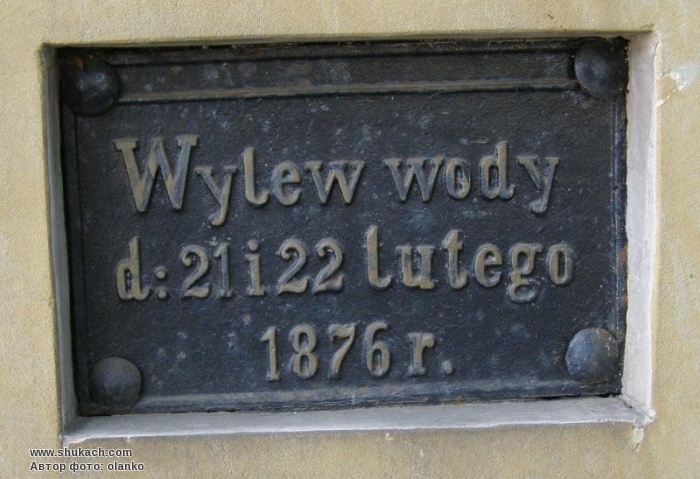 Wylew wody
d: 21 i 22 lutego
1876 r.
www.shukach.com
Автор фото: olanko